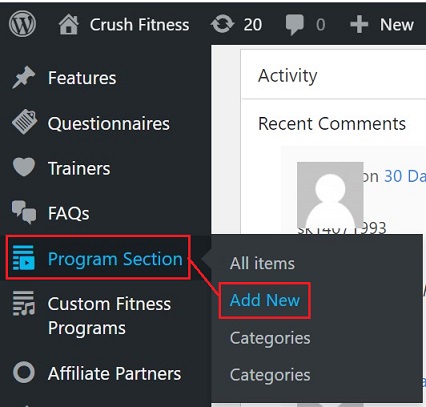 Crush Fitness 20 0 New
Features
Questionnaires
Trainers
FAQs
Program Section
Custom Fitness
Programs
Affiliate Partners
Activity
Recent Comments
on 30 Da
All items
Add New
Categories
Categories